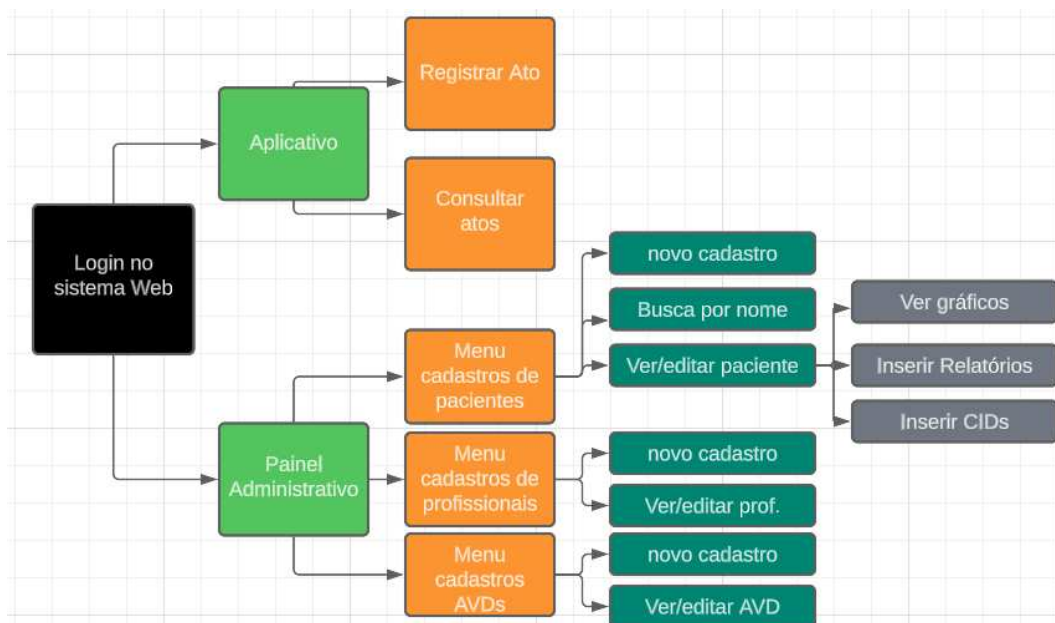 Registrar Ato
Aplicativo
Consultar
atos
Login no
sistema Web
novo cadastro
Busca por nome
Ver/editar paciente
Ver gráficos
Inserir Relatórios
Inserir CIDs
Menu
cadastros de
pacientes
Painel
Administrativo
Menu
cadastros de
profissionais
novo cadastro
Ver/editar prof.
Menu
cadastros
AVDs
novo cadastro
Ver/editar AVD